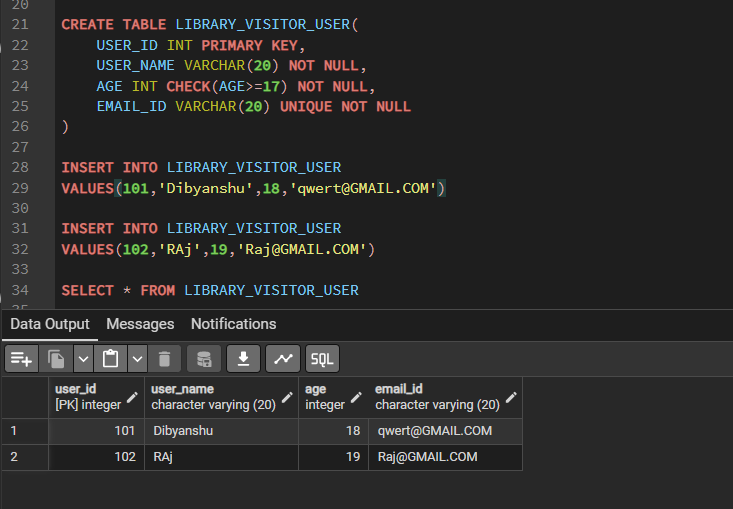 20
21 CREATE TABLE LIBRARY_VISITOR_USER(
22 USER_ID INT PRIMARY KEY,
23 USER_NAME VARCHAR(20) NOT NULL,
24 AGE INT CHECK(AGE>=17) NOT NULL,
25 EMAIL_ID VARCHAR(20) UNIQUE NOT NULL
26 )
27
28 INSERT INTO LIBRARY_VISITOR_USER
29 VALUES(101,'Dibyanshu',18,'qwert@GMAIL.COM')
30
31 INSERT INTO LIBRARY_VISITOR_USER
32 VALUES(102,'RAj',19,'Raj@GMAIL.COM')
33
34 SELECT * FROM LIBRARY_VISITOR_USER
Data Output Messages Notifications
SQL
user_id user_name age email_id
[PK] integer character varying (20) integer character varying (20)
1 101 Dibyanshu 18 qwert@GMAIL.COM
2 102 RAj 19 Raj@GMAIL.COM